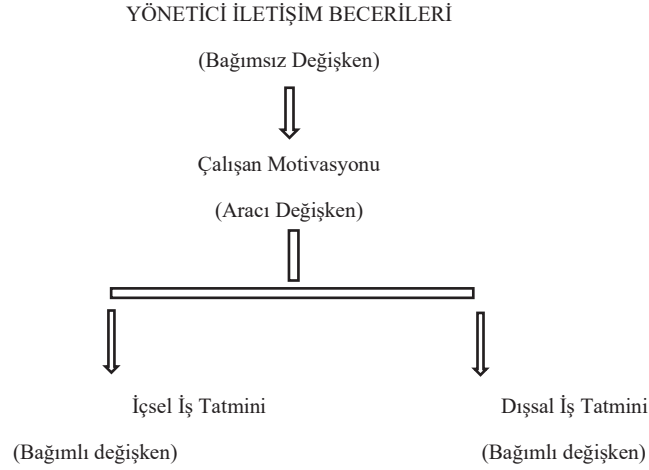 YÖNETİCİ İLETİŞİM BECERİLERİ
(Bağımsız Değişken)
Çalışan Motivasyonu
(Aracı Değişken)
İçsel İş Tatmini
Dışsal İş Tatmini
(Bağımlı değişken)
(Bağımlı değişken)